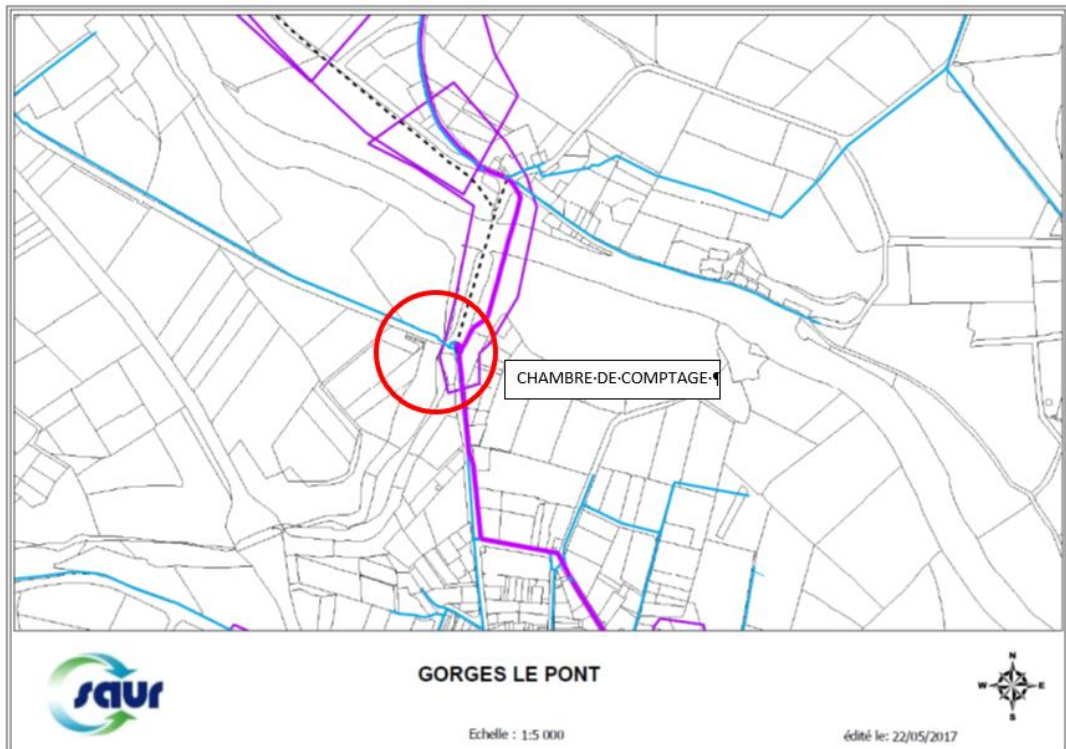 CHAMBRE·DE·COMPTAGE·¶
saur
GORGES LE PONT
N
W E
S
Echelle : 1:5 000
édité le: 22/05/2017